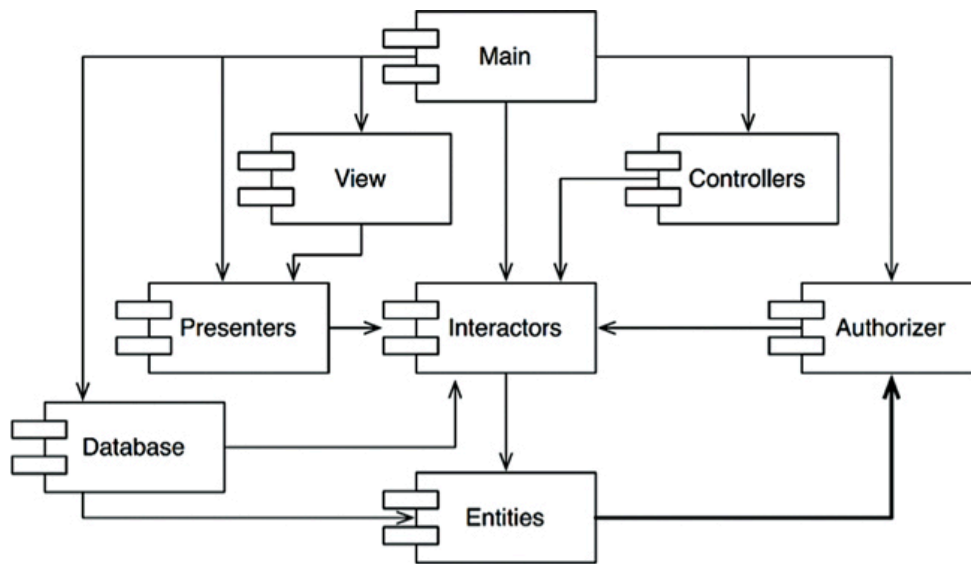 Main
View
Controllers
Presenters
Interactors
Authorizer
Database
Entities